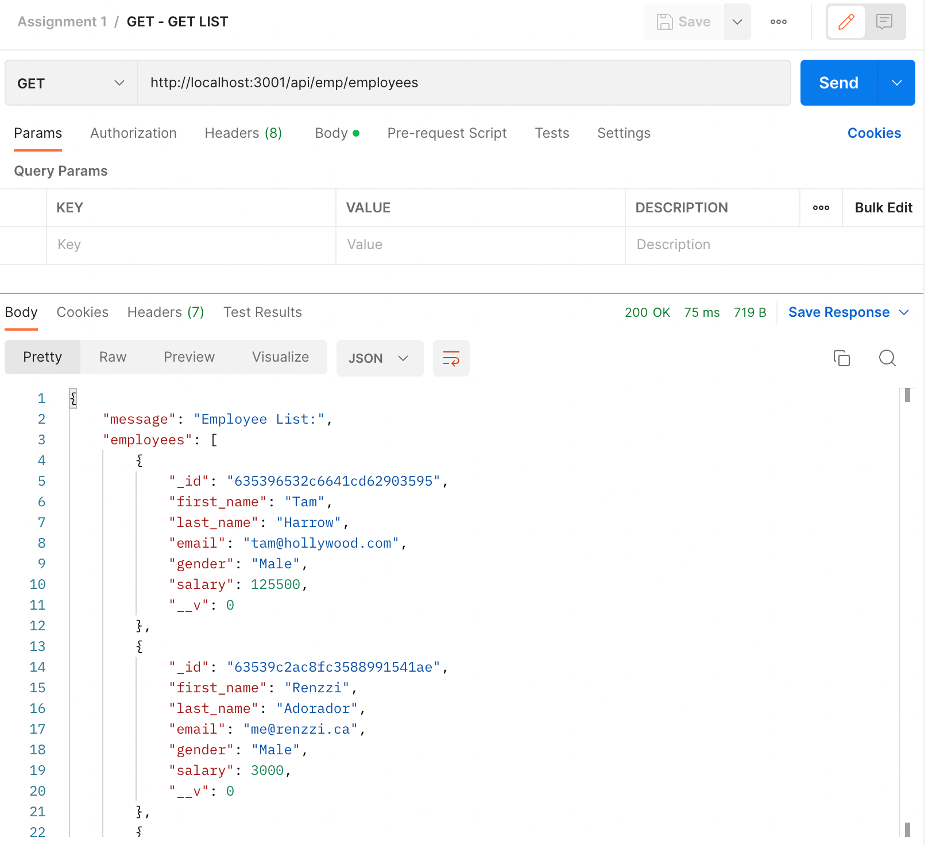 Assignment 1 / GET - GET LIST Save
GET http://localhost:3001/api/emp/employees Send
Params Authorization Headers (8) Body Pre-request Script Tests Settings Cookies
Query Params
KEY VALUE DESCRIPTION Bulk Edit
Key Value Description
Body Cookies Headers (7) Test Results 200 OK 75 ms 719 B Save Response
Pretty Raw Preview Visualize JSON
1 {
2 "message": "Employee List:",
3 "employees": [
4 {
5 "_id": "635396532c6641cd62903595",
6 "first_name": "Tam",
7 "last_name": "Harrow",
8 "email": "tam@hollywood.com",
9 "gender": "Male",
10 "salary": 125500,
11 "__v": 0
12 },
13 {
14 "_id": "63539c2ac8fc3588991541ae",
15 "first_name": "Renzzi",
16 "last_name": "Adorador",
17 "email": "me@renzzi.ca",
18 "gender": "Male",
19 "salary": 3000,
20 "__v": 0
21 },
22 {